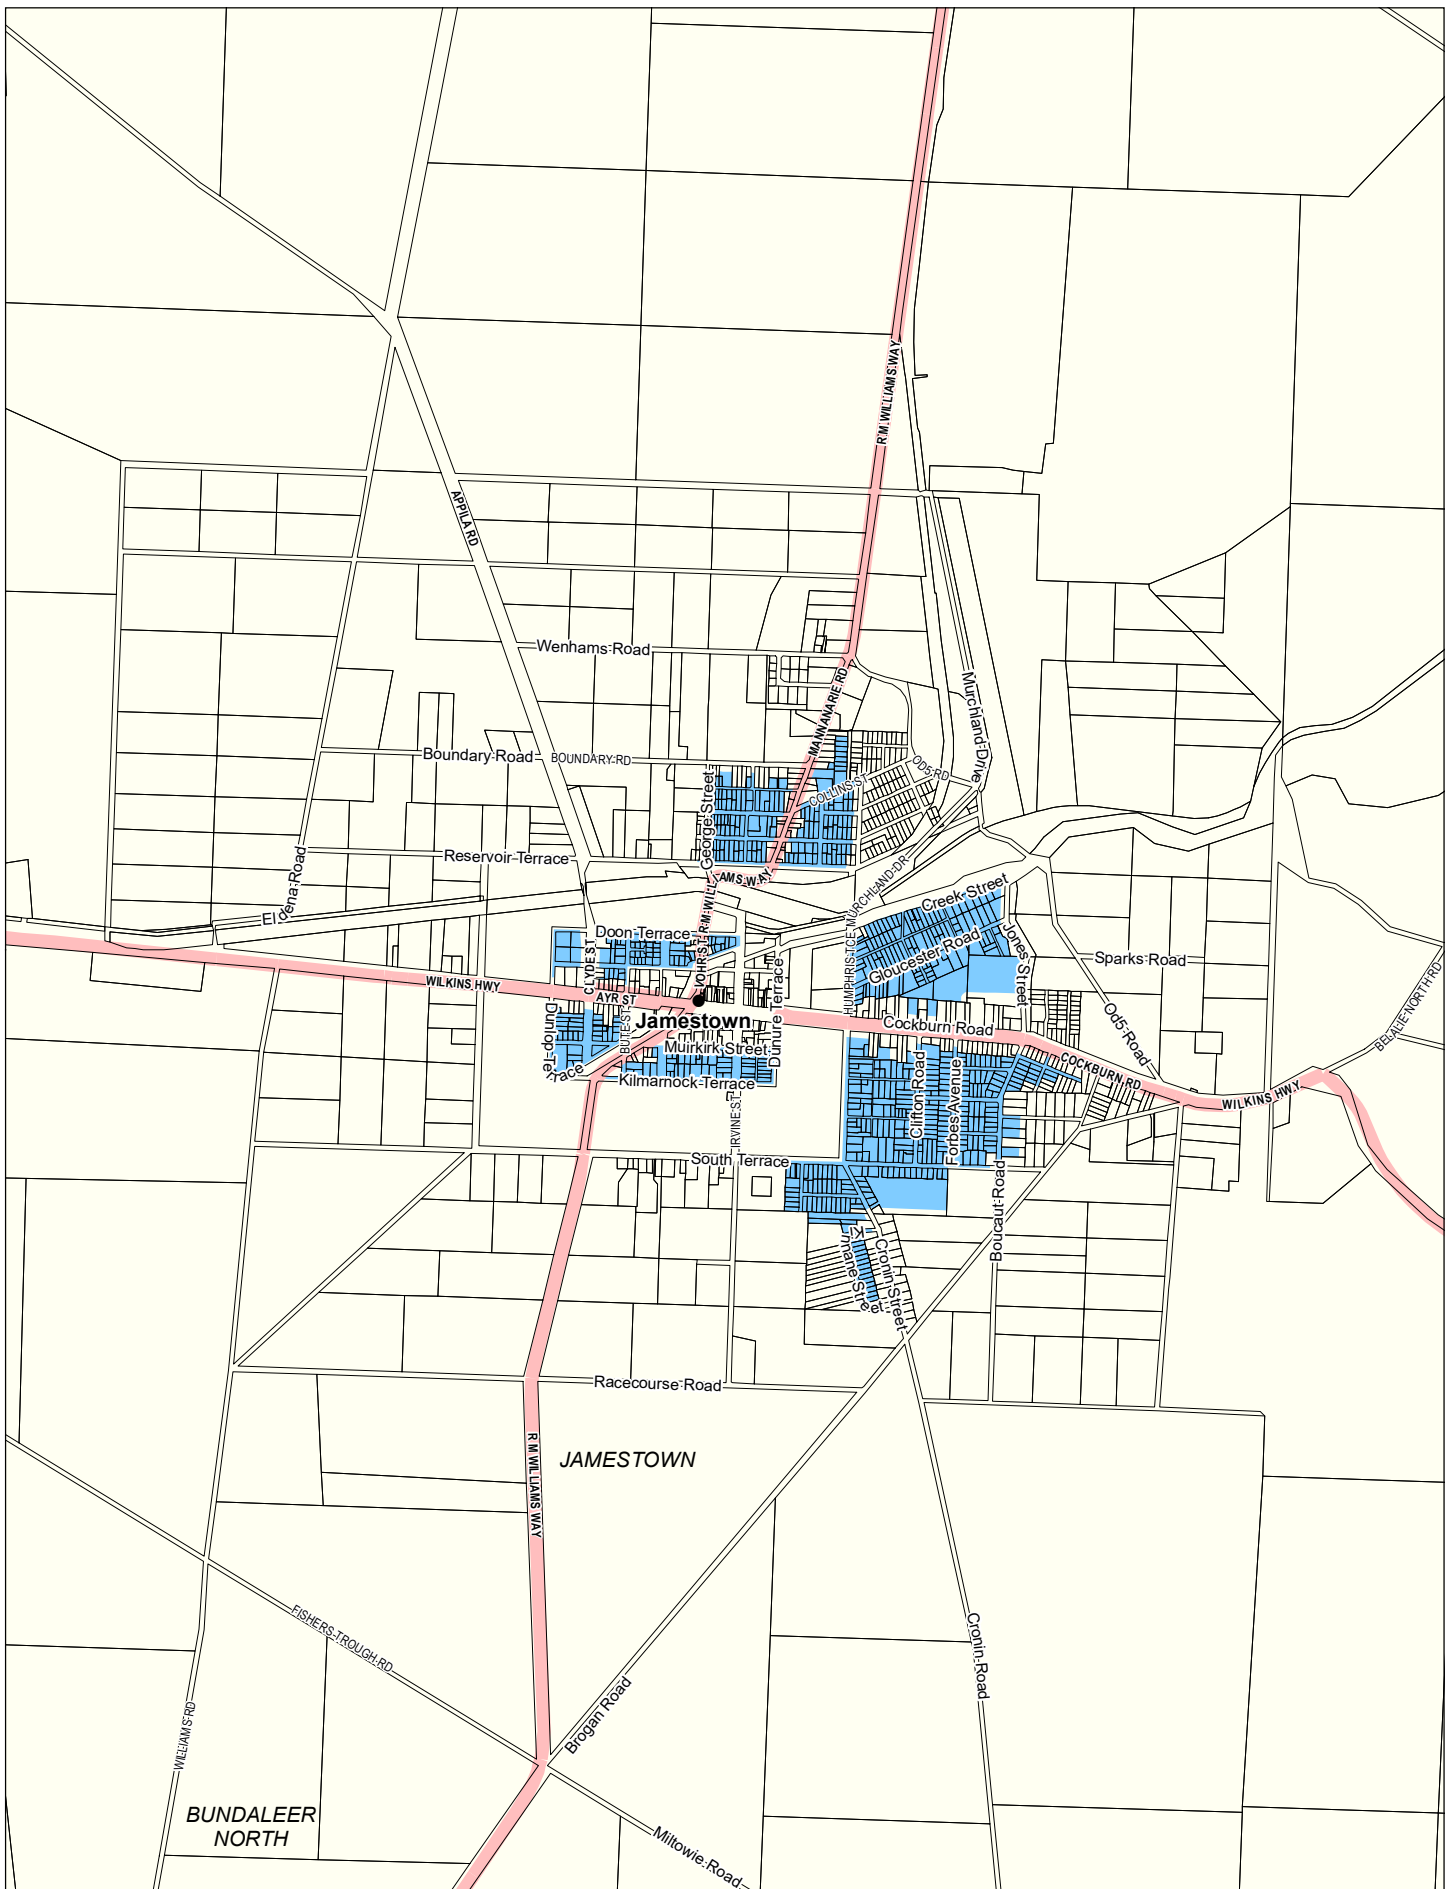 R M WILLIAMS WAY
APPILA RD
Wenhams Road
MANNANARIE RD
Murchland Drive
Boundary Road
BOUNDARY RD
OD5 RD
COLLINS ST
George Street
Reservoir Terrace
Eldena Road
R M WILLIAMS WAY
MURCHLAND DR
Creek Street
Doon Terrace
Gloucester Road
Jones Street
Sparks Road
CLYDE ST
VOHR ST
HUMPHRIS TCE
BELALIE NORTH RD
WILKINS HWY
AYR ST
Dunure Terrace
Jamestown
BUTE ST
Cockburn Road
Od5 Road
Dunlop Terrace
Muirkirk Street
COCKBURN RD
Kilmarnock Terrace
WILKINS HWY
Clifton Road
Forbes Avenue
IRVINE ST
South Terrace
Boucaut Road
Cronin Street
Racecourse Road
JAMESTOWN
R M WILLIAMS WAY
FISHERS TROUGH RD
Cronin Road
WILLIAMS RD
Brogan Road
BUNDALEER
NORTH
Miltowie Road